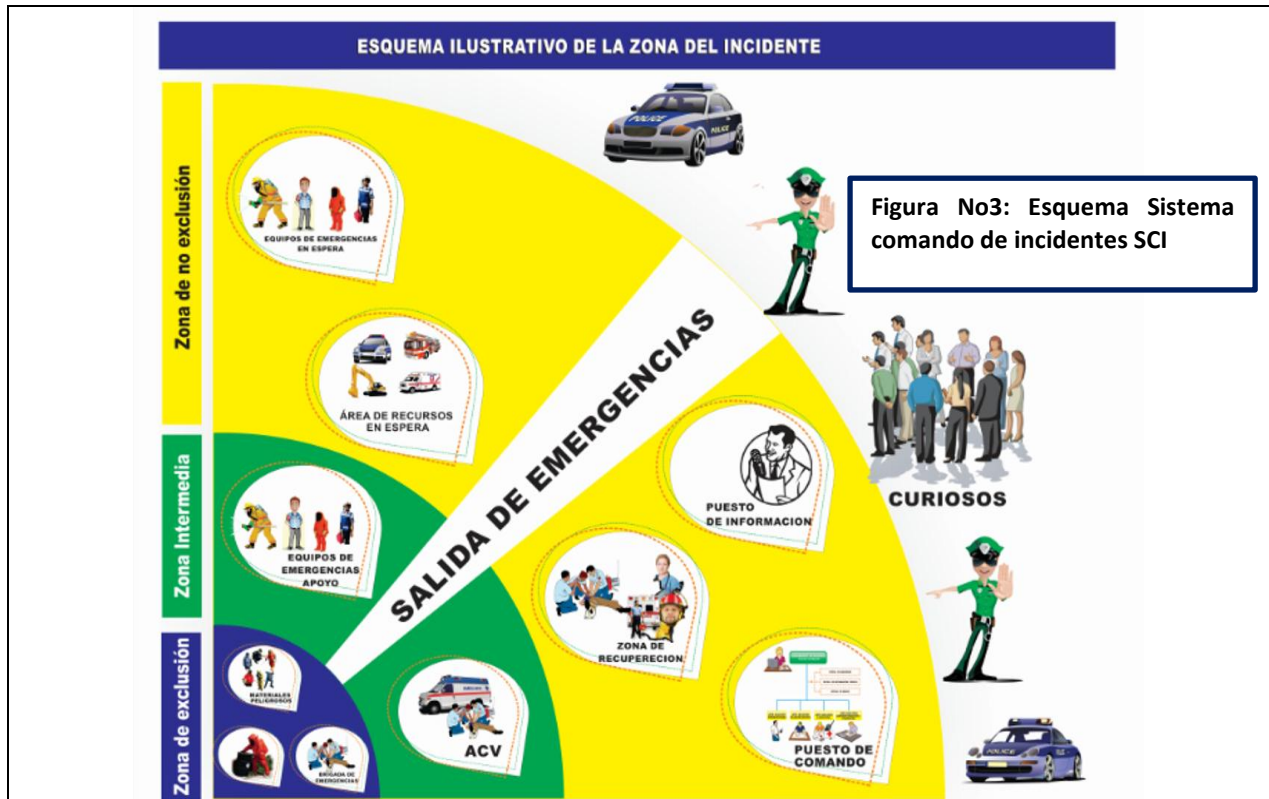 ESQUEMA ILUSTRATIVO DE LA ZONA DEL INCIDENTE
Zona de no exclusión
EQUIPOS DE EMERGENCIAS
EN ESPERA
ÁREA DE RECURSOS
EN ESPERA
POLICE
Figura No3: Esquema Sistema
comando de incidentes SCI
SALIDA DE EMERGENCIAS
CURIOSOS
PUESTO
DE INFORMACION
Zona Intermedia
EQUIPOS DE
EMERGENCIAS
APOYO
ZONA DE
RECUPERECION
Zona de exclusión
MATERIALES
PELIGROSOS
BRIGADA DE
EMERGENCIAS
ACV
PUESTO DE
COMANDO
POLICE